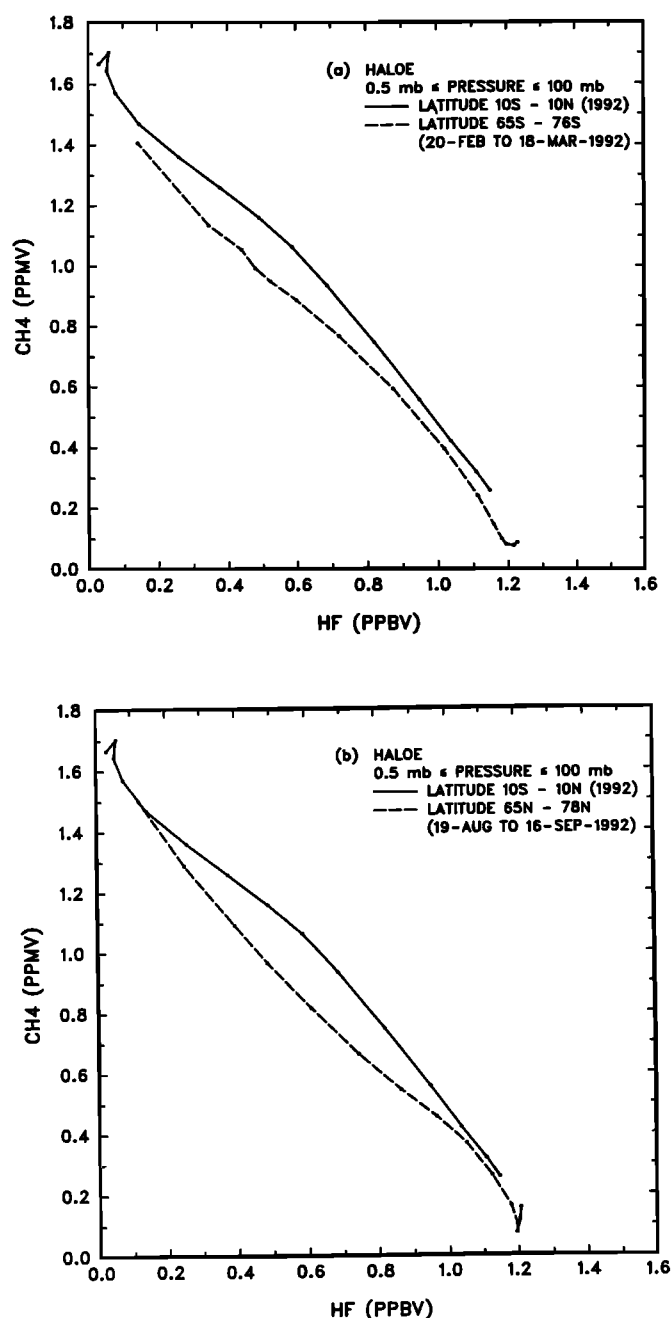 1.8
1.6
1.4
1.2
1.0
0.8
0.6
0.4
0.2
0.0
CH4 (PPMV)
(a) HALOE
0.5 mb ≤ PRESSURE ≤ 100 mb
LATITUDE 10S - 10N (1992)
LATITUDE 65S - 76S
(20-FEB TO 18-MAR-1992)
0.0 0.2 0.4 0.6 0.8 1.0 1.2 1.4 1.6
HF (PPBV)
1.8
1.6
1.4
1.2
1.0
0.8
0.6
0.4
0.2
0.0
CH4 (PPMV)
(b) HALOE
0.5 mb ≤ PRESSURE ≤ 100 mb
LATITUDE 10S - 10N (1992)
LATITUDE 65N - 78N
(19-AUG TO 16-SEP-1992)
0.0 0.2 0.4 0.6 0.8 1.0 1.2 1.4 1.6
HF (PPBV)